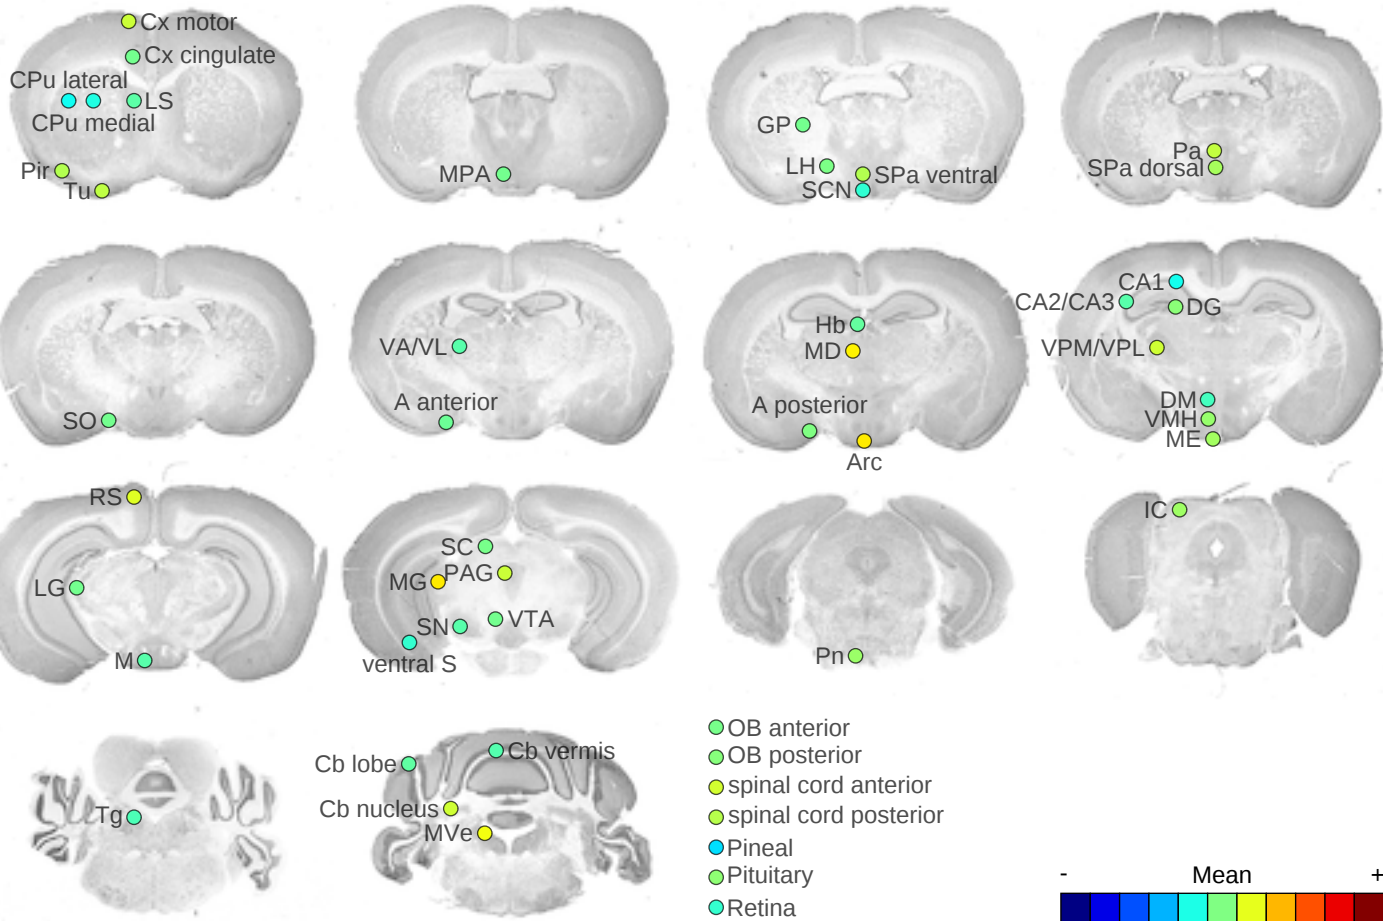 Cx motor
Cx cingulate
CPu lateral
LS
CPu medial
Pir
Tu
MPA
GP
LH
SPa ventral
SCN
Pa
SPa dorsal
SO
VA/VL
A anterior
Hb
MD
A posterior
Arc
CA1
CA2/CA3
DG
VPM/VPL
DM
VMH
ME
RS
LG
M
SC
MG
PAG
SN
VTA
ventral S
Pn
IC
Tg
Cb lobe
Cb vermis
Cb nucleus
MVe
OB anterior
OB posterior
spinal cord anterior
spinal cord posterior
Pineal
Pituitary
Retina
- Mean +